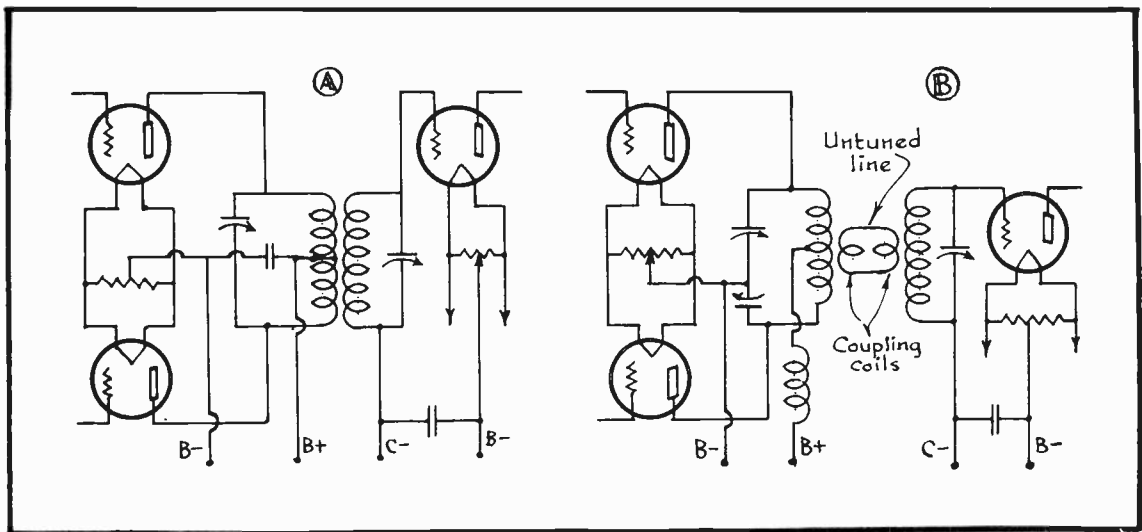 A
B
Untuned
line
Coupling
coils
B-
B+
C-
B-
B-
B+
C-
B-